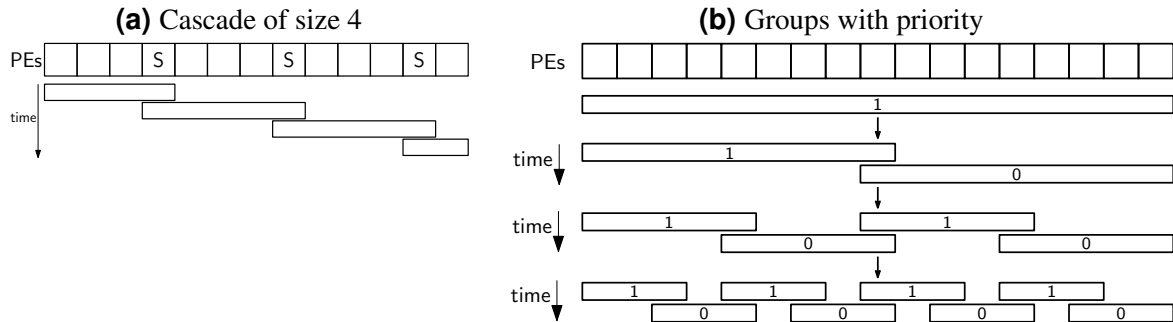 (a) Cascade of size 4
PEs S S S
time
(b) Groups with priority
PEs
1
time 1
0
time 1 1
0 0
time 1 1 1 1
0 0 0 0